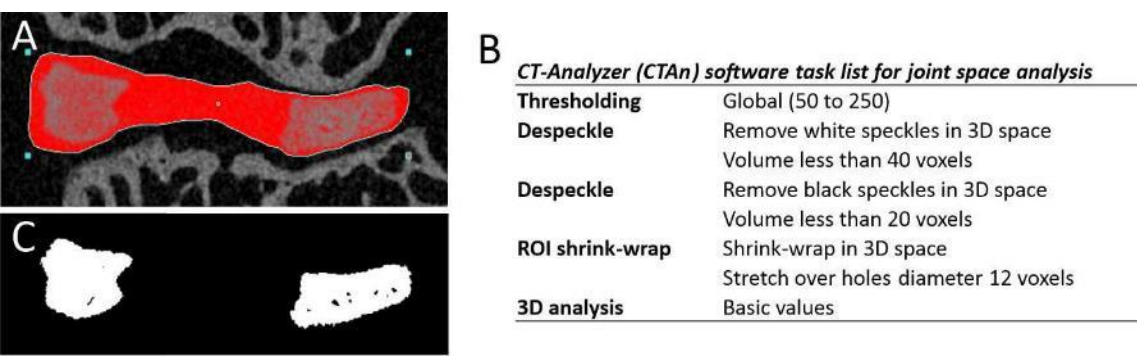 A
B
CT-Analyzer (CTAn) software task list for joint space analysis
Thresholding Global (50 to 250)
Despeckle Remove white speckles in 3D space
Volume less than 40 voxels
Despeckle Remove black speckles in 3D space
Volume less than 20 voxels
ROI shrink-wrap Shrink-wrap in 3D space
Stretch over holes diameter 12 voxels
3D analysis Basic values
C